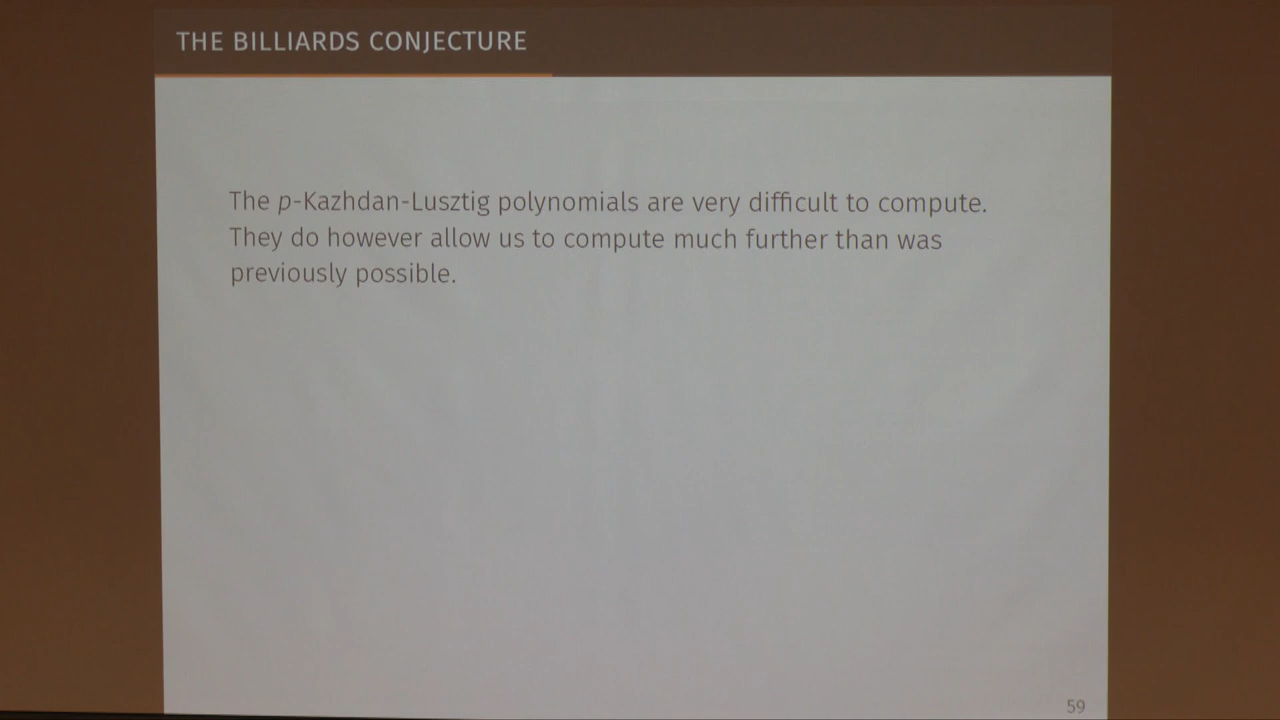 THE BILLIARDS CONJECTURE
The p-Kazhdan-Lusztig polynomials are very difficult to compute.
They do however allow us to compute much further than was
previously possible.
59